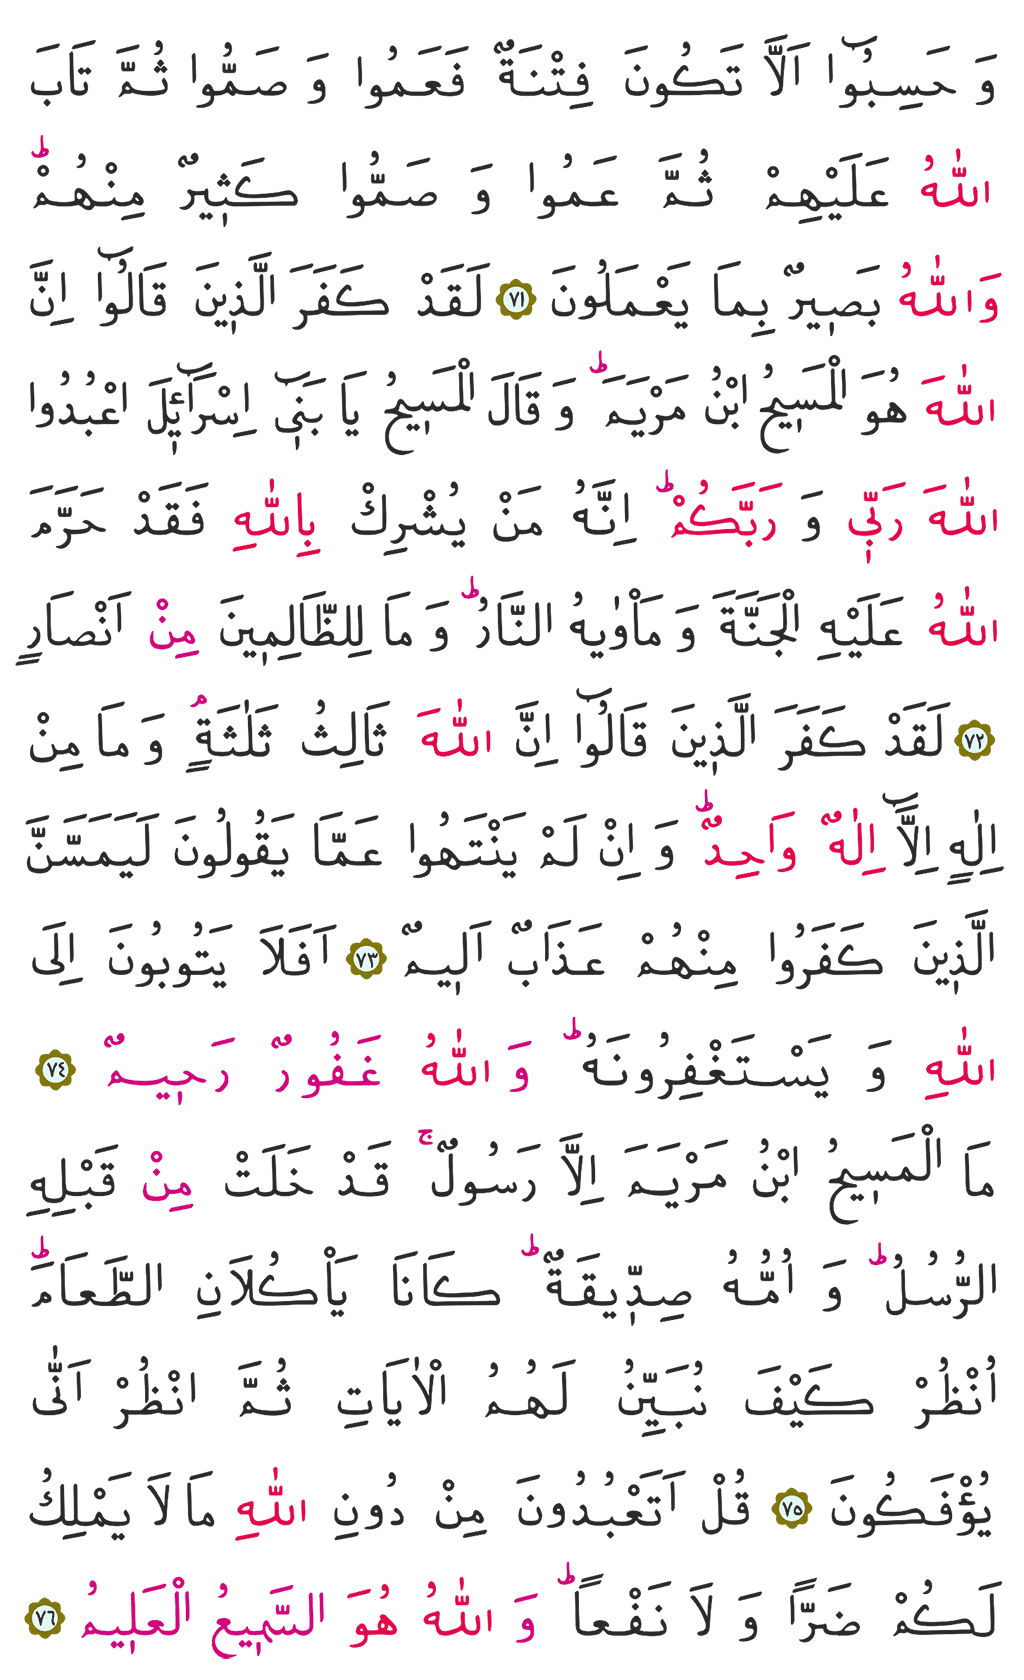 وَ حَسِبُوٓا اَلَّا تَكُونَ فِتْنَةٌ فَعَمُوا وَ صَمُّوا ثُمَّ تَابَ
اللّٰهُ عَلَيْهِمْ ثُمَّ عَمُوا وَ صَمُّوا كَث۪يرٌ مِنْهُمْۜ
وَاللّٰهُ بَص۪يرٌ بِمَا يَعْمَلُونَ ﴿٧١﴾ لَقَدْ كَفَرَ الَّذ۪ينَ قَالُوٓا اِنَّ
اللّٰهَ هُوَ الْمَس۪يحُ ابْنُ مَرْيَمَۜ وَ قَالَ الْمَس۪يحُ يَا بَن۪ٓي اِسْرَٓائ۪لَ اعْبُدُوا
اللّٰهَ رَبّ۪ي وَ رَبَّكُمْۜ اِنَّهُ مَنْ يُشْرِكْ بِاللّٰهِ فَقَدْ حَرَّمَ
اللّٰهُ عَلَيْهِ الْجَنَّةَ وَ مَأْوٰيهُ النَّارُۜ وَ مَا لِلظَّالِم۪ينَ مِنْ اَنْصَارٍ
﴿٧٢﴾ لَقَدْ كَفَرَ الَّذ۪ينَ قَالُوٓا اِنَّ اللّٰهَ ثَالِثُ ثَلٰثَةٍۢ وَ مَا مِنْ
اِلٰهٍ اِلَّٓا اِلٰهٌ وَاحِدٌۜ وَ اِنْ لَمْ يَنْتَهُوا عَمَّا يَقُولُونَ لَيَمَسَّنَّ
الَّذ۪ينَ كَفَرُوا مِنْهُمْ عَذَابٌ اَل۪يمٌ ﴿٧٣﴾ اَفَلَا يَتُوبُونَ اِلَى
اللّٰهِ وَ يَسْتَغْفِرُونَهُۜ وَ اللّٰهُ غَفُورٌ رَح۪يمٌ ﴿٧٤﴾
مَا الْمَس۪يحُ ابْنُ مَرْيَمَ اِلَّا رَسُولٌۚ قَدْ خَلَتْ مِنْ قَبْلِهِ
الرُّسُلُۜ وَ اُمُّهُ صِدّ۪يقَةٌۜ كَانَا يَأْكُلَانِ الطَّعَامَۜ
اُنْظُرْ كَيْفَ نُبَيِّنُ لَهُمُ الْاٰيَاتِ ثُمَّ انْظُرْ اَنّٰى
يُؤْفَكُونَ ﴿٧٥﴾ قُلْ اَتَعْبُدُونَ مِنْ دُونِ اللّٰهِ مَا لَا يَمْلِكُ
لَكُمْ ضَرًّا وَ لَا نَفْعاًۜ وَ اللّٰهُ هُوَ السَّم۪يعُ الْعَل۪يمُ ﴿٧٦﴾